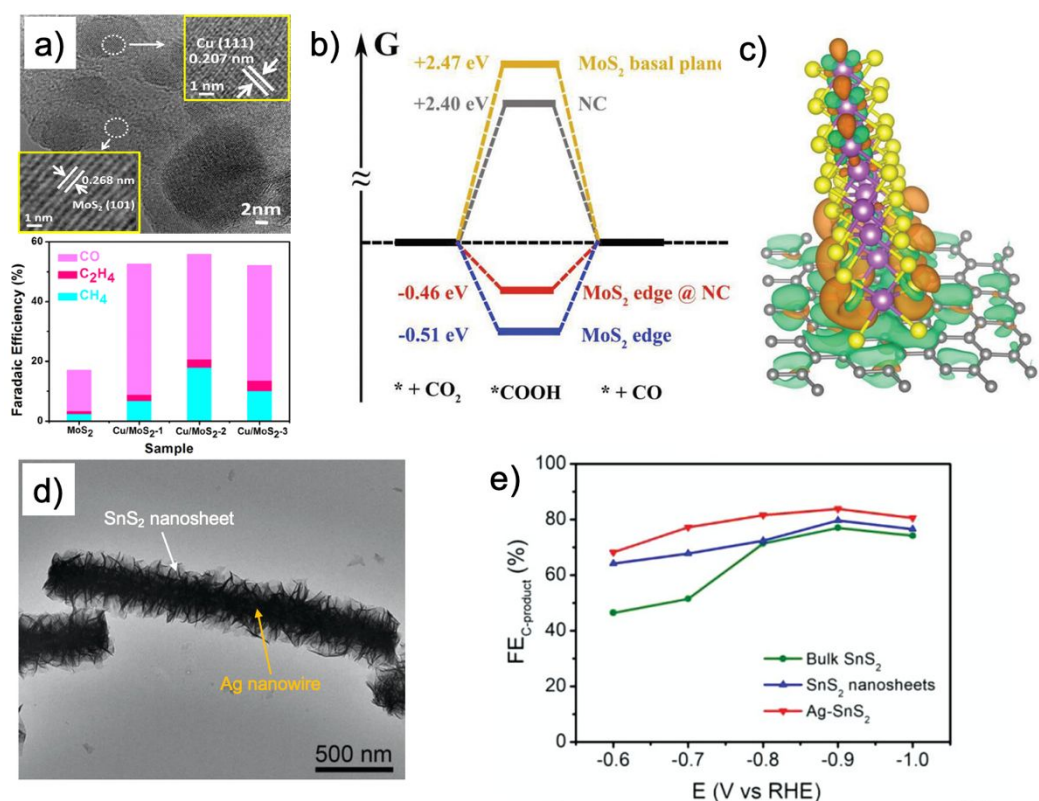 a)
Cu (111)
0.207 nm
1 nm
0.268 nm
MoS₂ (101)
1 nm
2nm
60
40
20
0
Faradaic Efficiency (%)
CO
C₂H₄
CH₄
MoS₂ Cu/MoS₂-1 Cu/MoS₂-2 Cu/MoS₂-3
Sample
b)
G
≈
+2.47 eV MoS₂ basal plane
+2.40 eV NC
-0.46 eV MoS₂ edge @ NC
-0.51 eV MoS₂ edge
* + CO₂ *COOH * + CO
c)
d)
SnS₂ nanosheet
Ag nanowire
500 nm
e)
FE_C-product (%)
100
80
60
40
20
0
Bulk SnS₂
SnS₂ nanosheets
Ag-SnS₂
-0.6 -0.7 -0.8 -0.9 -1.0
E (V vs RHE)